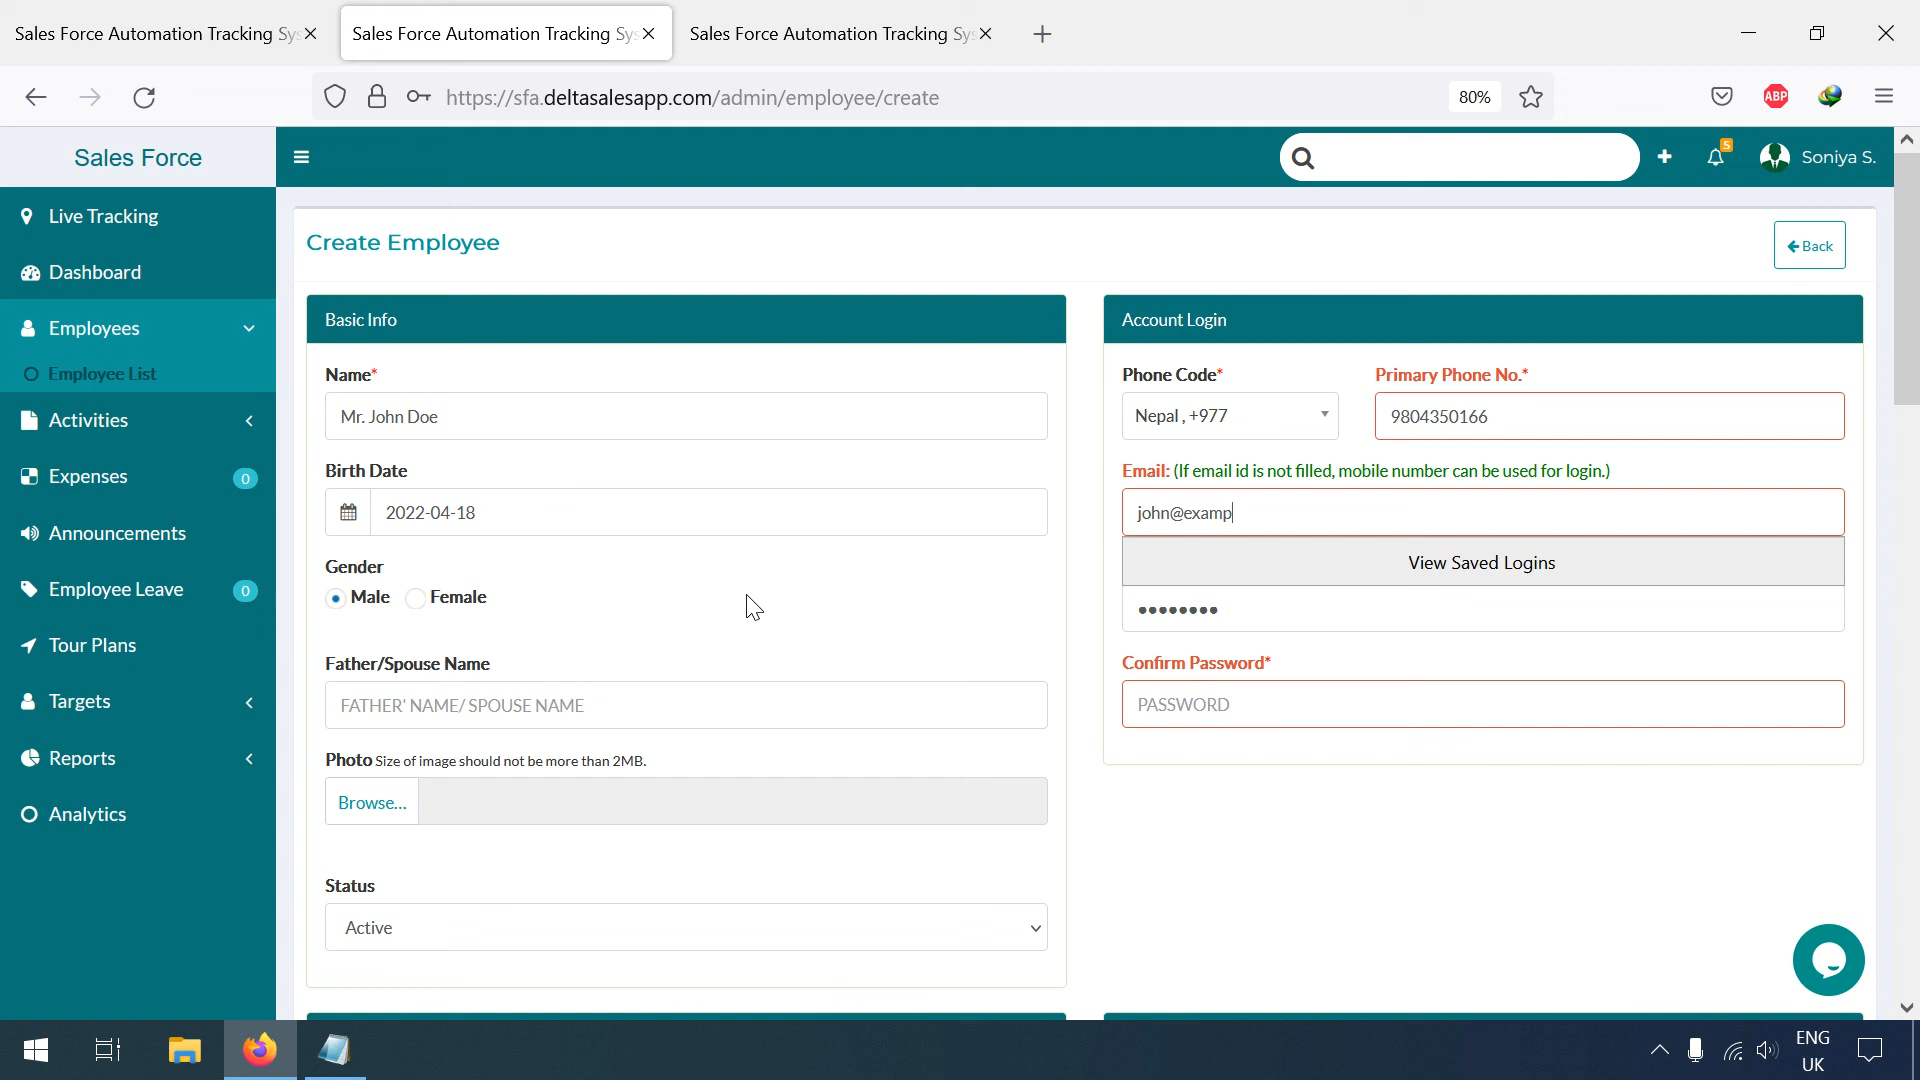 Sales Force Automation Tracking Sys
Sales Force Automation Tracking Sys
Sales Force Automation Tracking Sys
https://sfa.deltasalesapp.com/admin/employee/create
80%
ABP
Sales Force
5
Soniya S.
Live Tracking
Dashboard
Employees
Employee List
Activities
Expenses
0
Announcements
Employee Leave
0
Tour Plans
Targets
Reports
Analytics
Create Employee
Back
Basic Info
Name*
Mr. John Doe
Birth Date
2022-04-18
Gender
Male
Female
Father/Spouse Name
FATHER' NAME/ SPOUSE NAME
Photo Size of image should not be more than 2MB.
Browse...
Status
Active
Account Login
Phone Code*
Primary Phone No.*
Nepal , +977
9804350166
Email: (If email id is not filled, mobile number can be used for login.)
john@examp
View Saved Logins
••••••••
Confirm Password*
PASSWORD
ENG
UK